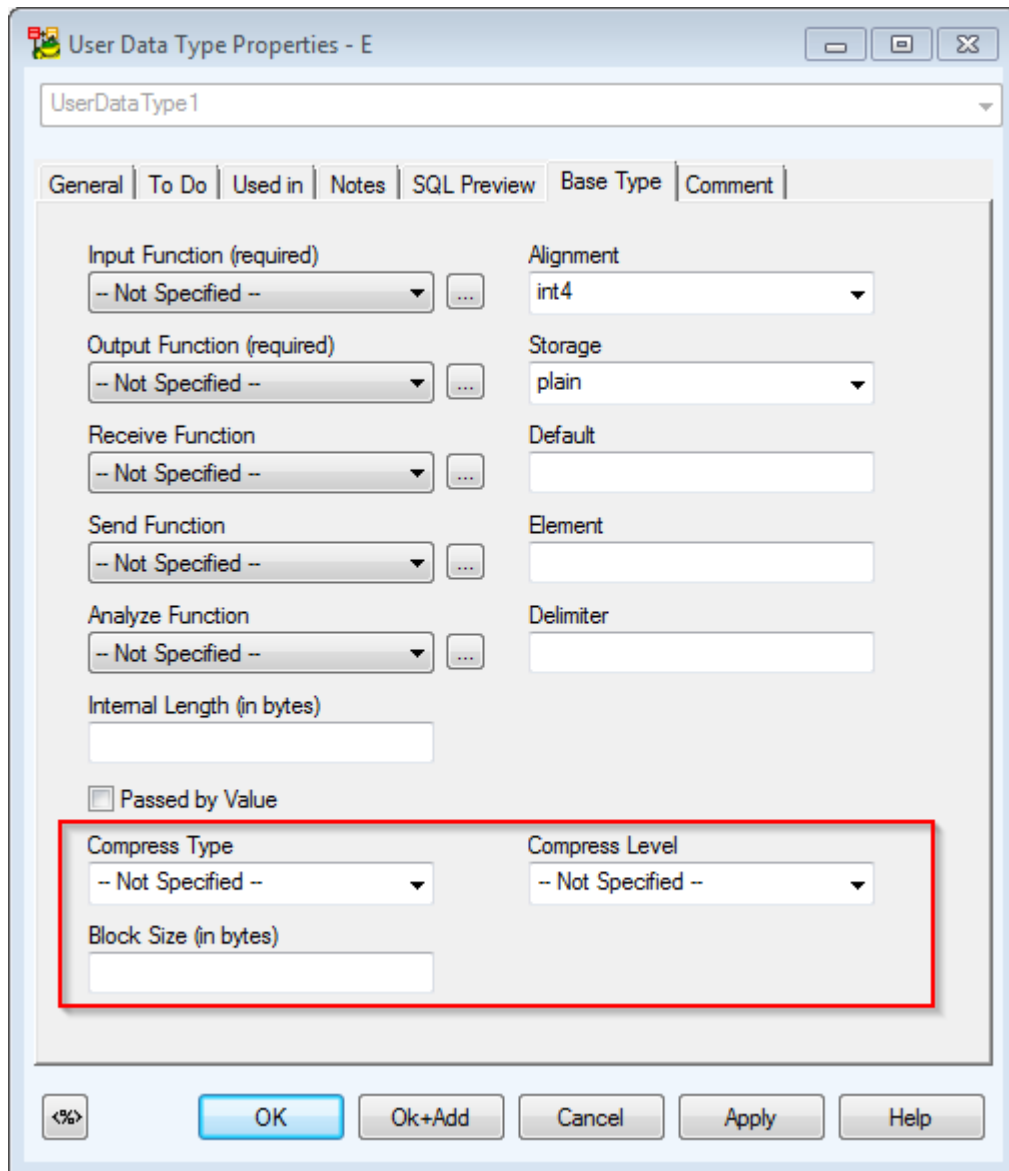 User Data Type Properties - E
UserDataType1
General To Do Used in Notes SQL Preview Base Type Comment
Input Function (required) Alignment
-- Not Specified -- ... int4
Output Function (required) Storage
-- Not Specified -- ... plain
Receive Function Default
-- Not Specified -- ...
Send Function Element
-- Not Specified -- ...
Analyze Function Delimiter
-- Not Specified -- ...
Internal Length (in bytes)
Passed by Value
Compress Type Compress Level
-- Not Specified -- -- Not Specified --
Block Size (in bytes)
<%> OK Ok+Add Cancel Apply Help